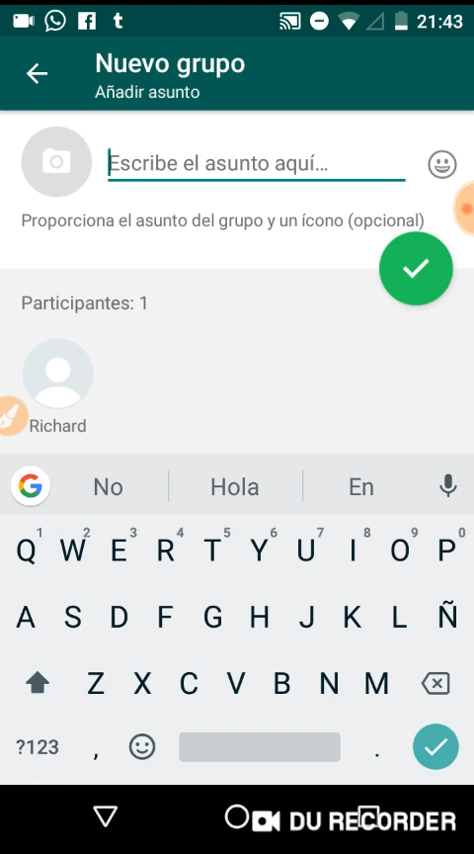 21:43
Nuevo grupo
Añadir asunto
Escribe el asunto aquí...
Proporciona el asunto del grupo y un ícono (opcional)
Participantes: 1
Richard
No Hola En
1 2 3 4 5 6 7 8 9 0
Q W E R T Y U I O P
A S D F G H J K L Ñ
Z X C V B N M
?123 , .
DU RECORDER